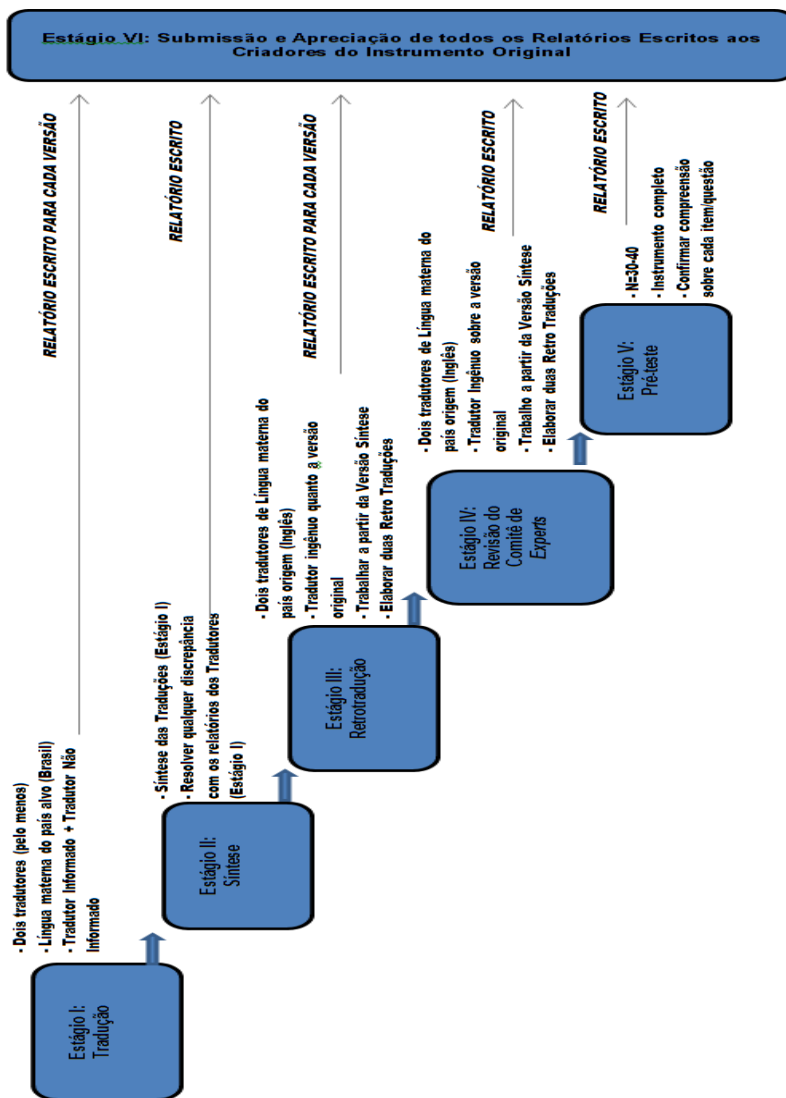 Estágio VI: Submissão e Apreciação de todos os Relatórios Escritos aos
Criadores do Instrumento Original
Estágio I:
Tradução
- Dois tradutores (pelo menos)
- Língua materna do país alvo (Brasil)
- Tradutor Informado + Tradutor Não
Informado
RELATÓRIO ESCRITO PARA CADA VERSÃO
Estágio II:
Síntese
- Síntese das Traduções (Estágio I)
- Resolver qualquer discrepância
com os relatórios dos Tradutores
(Estágio I)
RELATÓRIO ESCRITO
Estágio III:
Retrotradução
- Dois tradutores de Língua materna do
país origem (Inglês)
- Tradutor ingênuo quanto a versão
original
- Trabalhar a partir da Versão Síntese
- Elaborar duas Retro Traduções
RELATÓRIO ESCRITO PARA CADA VERSÃO
Estágio IV:
Revisão do
Comitê de
Experts
- Dois tradutores de Língua materna do
país origem (Inglês)
- Tradutor Ingênuo sobre a versão
original
- Trabalho a partir da Versão Síntese
- Elaborar duas Retro Traduções
RELATÓRIO ESCRITO
Estágio V:
Pré-teste
- N=30-40
- Instrumento completo
- Confirmar compreensão
sobre cada item/questão
RELATÓRIO ESCRITO